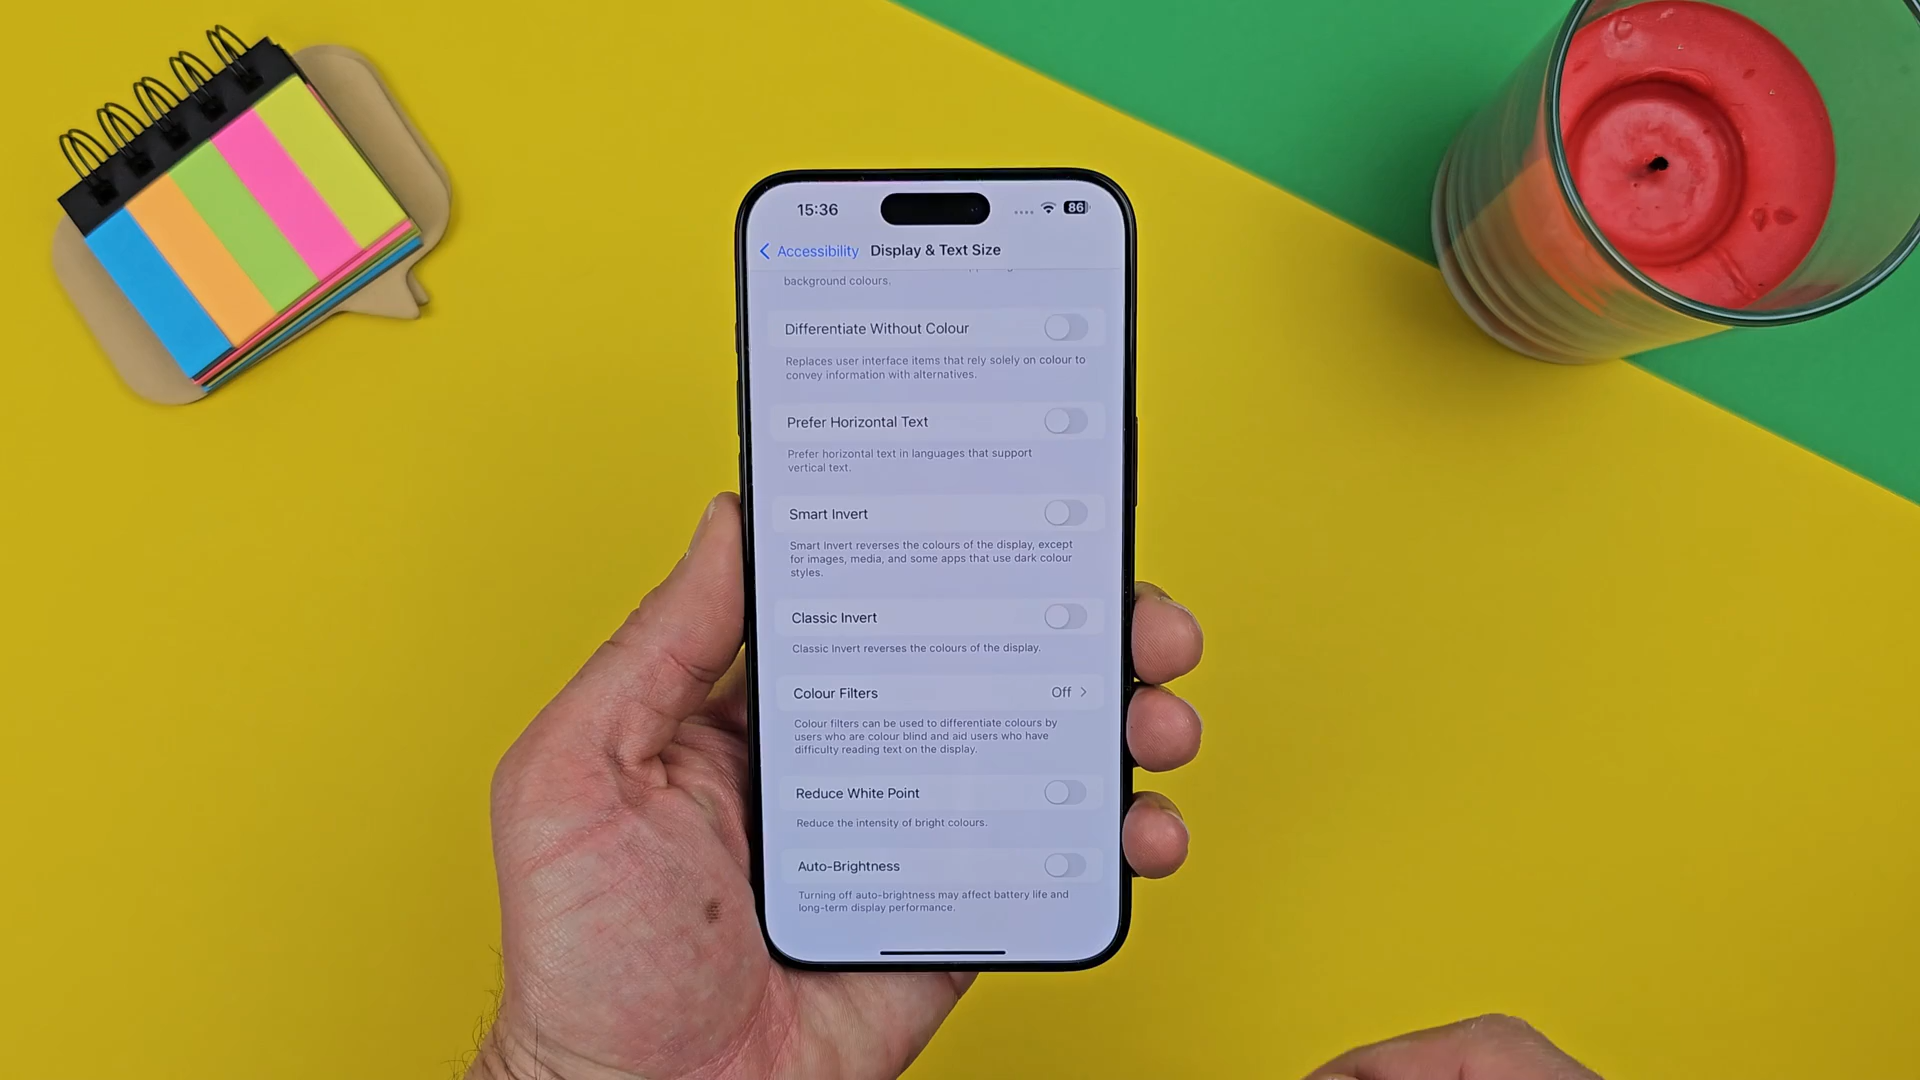 15:36
86
Accessibility Display & Text Size
background colours.
Differentiate Without Colour
Replaces user interface items that rely solely on colour to
convey information with alternatives.
Prefer Horizontal Text
Prefer horizontal text in languages that support
vertical text.
Smart Invert
Smart Invert reverses the colours of the display, except
for images, media, and some apps that use dark colour
styles.
Classic Invert
Classic Invert reverses the colours of the display.
Colour Filters Off
Colour filters can be used to differentiate colours by
users who are colour blind and aid users who have
difficulty reading text on the display.
Reduce White Point
Reduce the intensity of bright colours.
Auto-Brightness
Turning off auto-brightness may affect battery life and
long-term display performance.